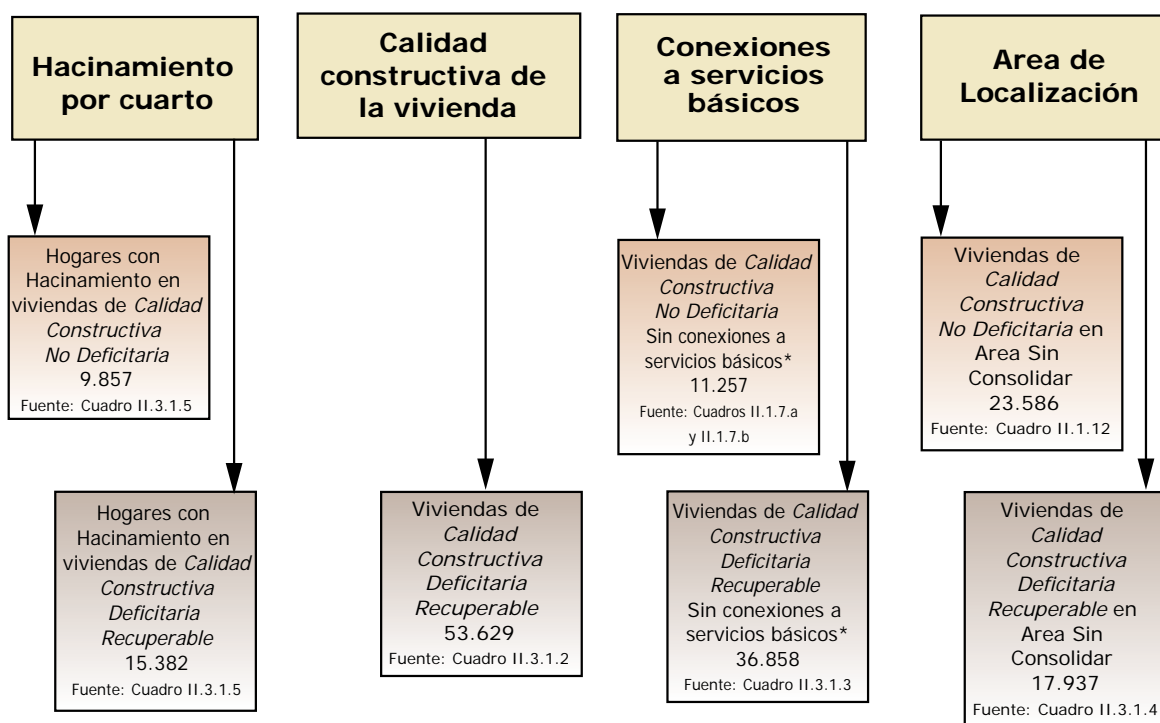 Hacinamiento
por cuarto
Calidad
constructiva de
la vivienda
Conexiones
a servicios
básicos
Area de
Localización
Hogares con
Hacinamiento en
viviendas de Calidad
Constructiva
No Deficitaria
9.857
Fuente: Cuadro II.3.1.5
Viviendas de Calidad
Constructiva
No Deficitaria
Sin conexiones a
servicios básicos*
11.257
Fuente: Cuadros II.1.7.a
y II.1.7.b
Viviendas de
Calidad
Constructiva
No Deficitaria en
Area Sin
Consolidar
23.586
Fuente: Cuadro II.1.12
Hogares con
Hacinamiento en
viviendas de Calidad
Constructiva
Deficitaria
Recuperable
15.382
Fuente: Cuadro II.3.1.5
Viviendas de
Calidad
Constructiva
Deficitaria
Recuperable
53.629
Fuente: Cuadro II.3.1.2
Viviendas de Calidad
Constructiva
Deficitaria
Recuperable
Sin conexiones a
servicios básicos*
36.858
Fuente: Cuadro II.3.1.3
Viviendas de
Calidad
Constructiva
Deficitaria
Recuperable en
Area Sin
Consolidar
17.937
Fuente: Cuadro II.3.1.4